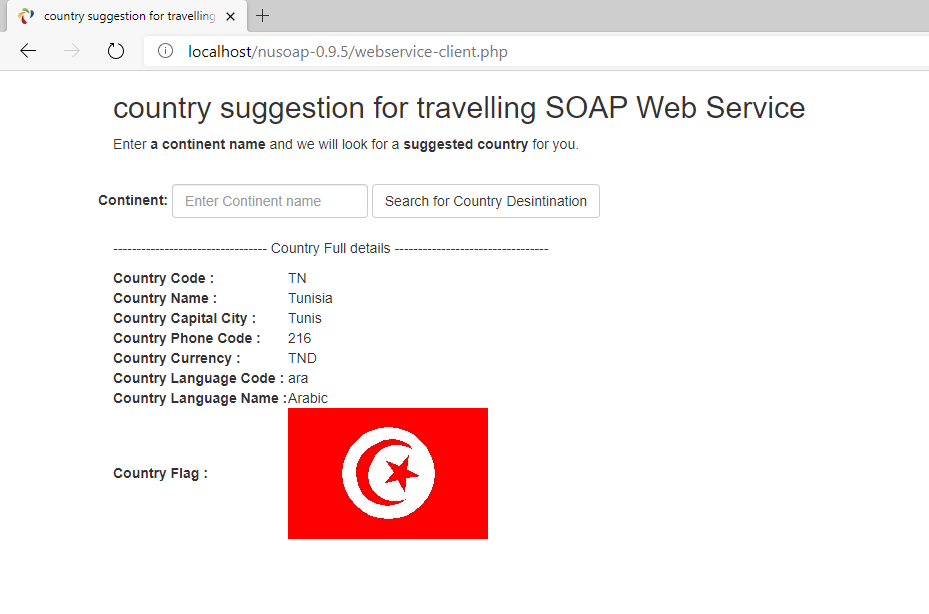 country suggestion for travelling
localhost/nusoap-0.9.5/webservice-client.php
country suggestion for travelling SOAP Web Service
Enter a continent name and we will look for a suggested country for you.
Continent: Enter Continent name Search for Country Desintination
--------------------------------- Country Full details ---------------------------------
Country Code : TN
Country Name : Tunisia
Country Capital City : Tunis
Country Phone Code : 216
Country Currency : TND
Country Language Code : ara
Country Language Name : Arabic
Country Flag :